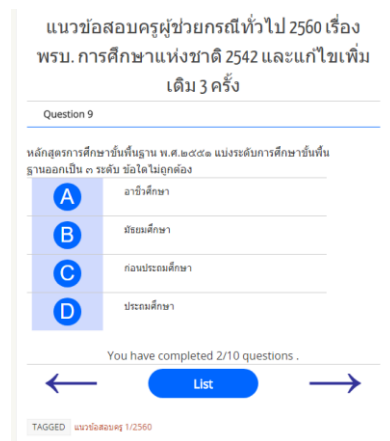 แนวข้อสอบครูผู้ช่วยกรณีทั่วไป 2560 เรื่อง
พรบ. การศึกษาแห่งชาติ 2542 และแก้ไขเพิ่ม
เติม 3 ครั้ง
Question 9
หลักสูตรการศึกษาขั้นพื้นฐาน พ.ศ.๒๕๕๑ แบ่งระดับการศึกษาขั้นพื้น
ฐานออกเป็น ๓ ระดับ ข้อใดไม่ถูกต้อง
A อาชีวศึกษา
B มัธยมศึกษา
C ก่อนประถมศึกษา
D ประถมศึกษา
You have completed 2/10 questions .
List
TAGGED แนวข้อสอบครู 1/2560